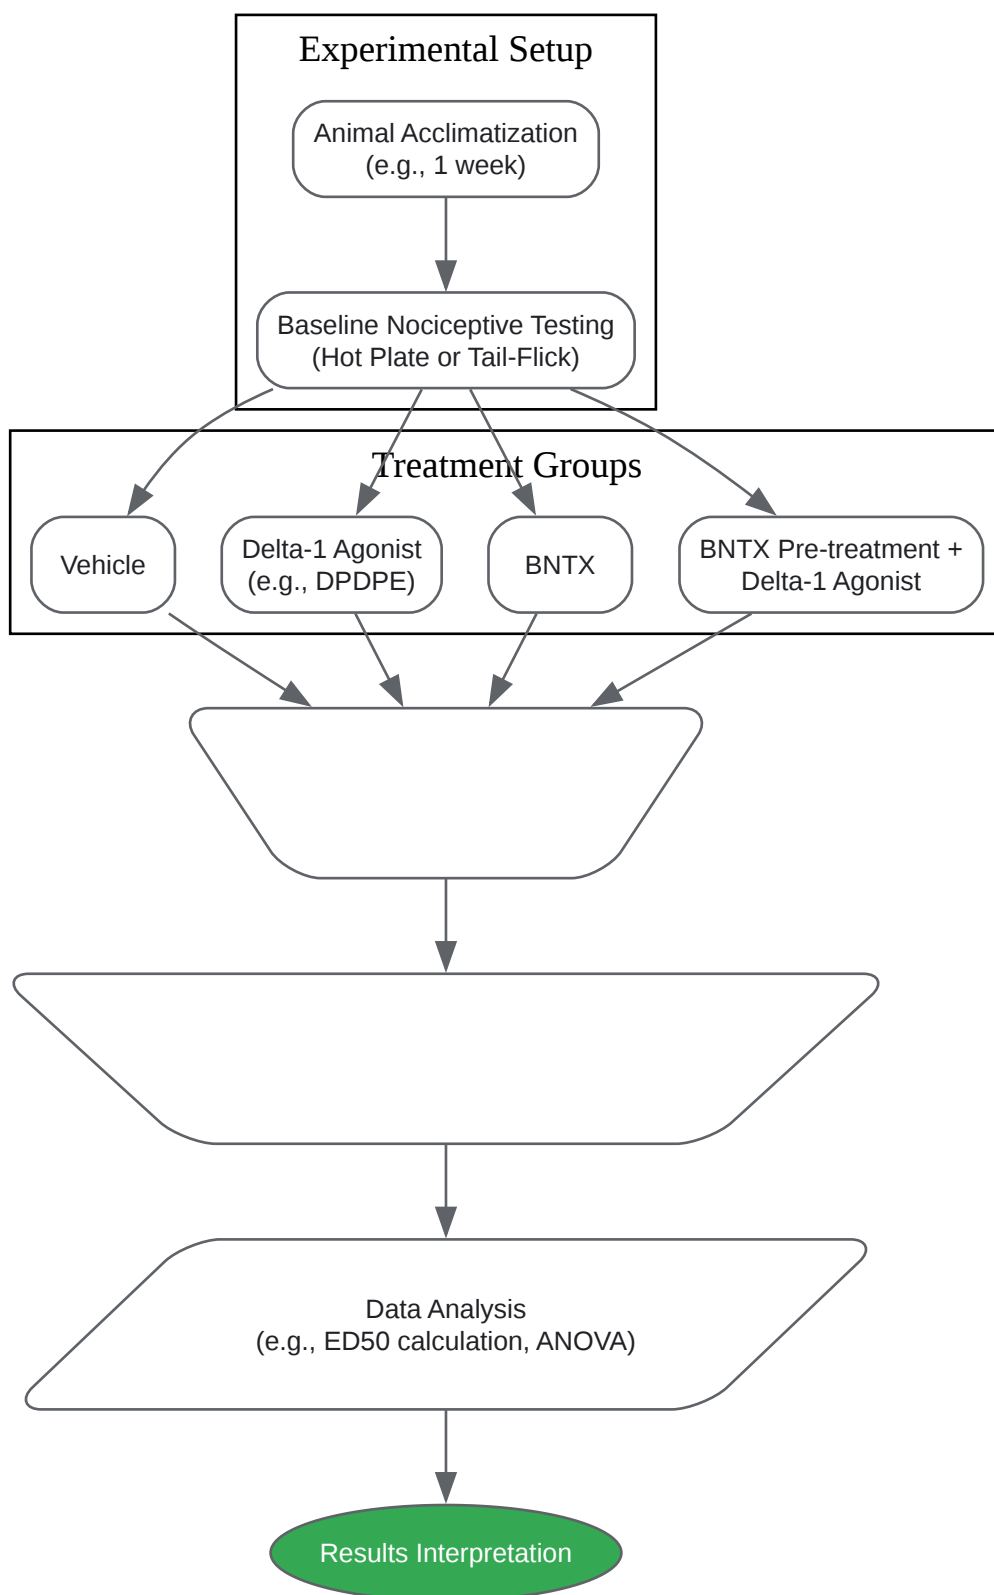 Experimental Setup
Animal Acclimatization
(e.g., 1 week)
Baseline Nociceptive Testing
(Hot Plate or Tail-Flick)
Treatment Groups
Vehicle
Delta-1 Agonist
(e.g., DPDPE)
BNTX
BNTX Pre-treatment +
Delta-1 Agonist
Data Analysis
(e.g., ED50 calculation, ANOVA)
Results Interpretation